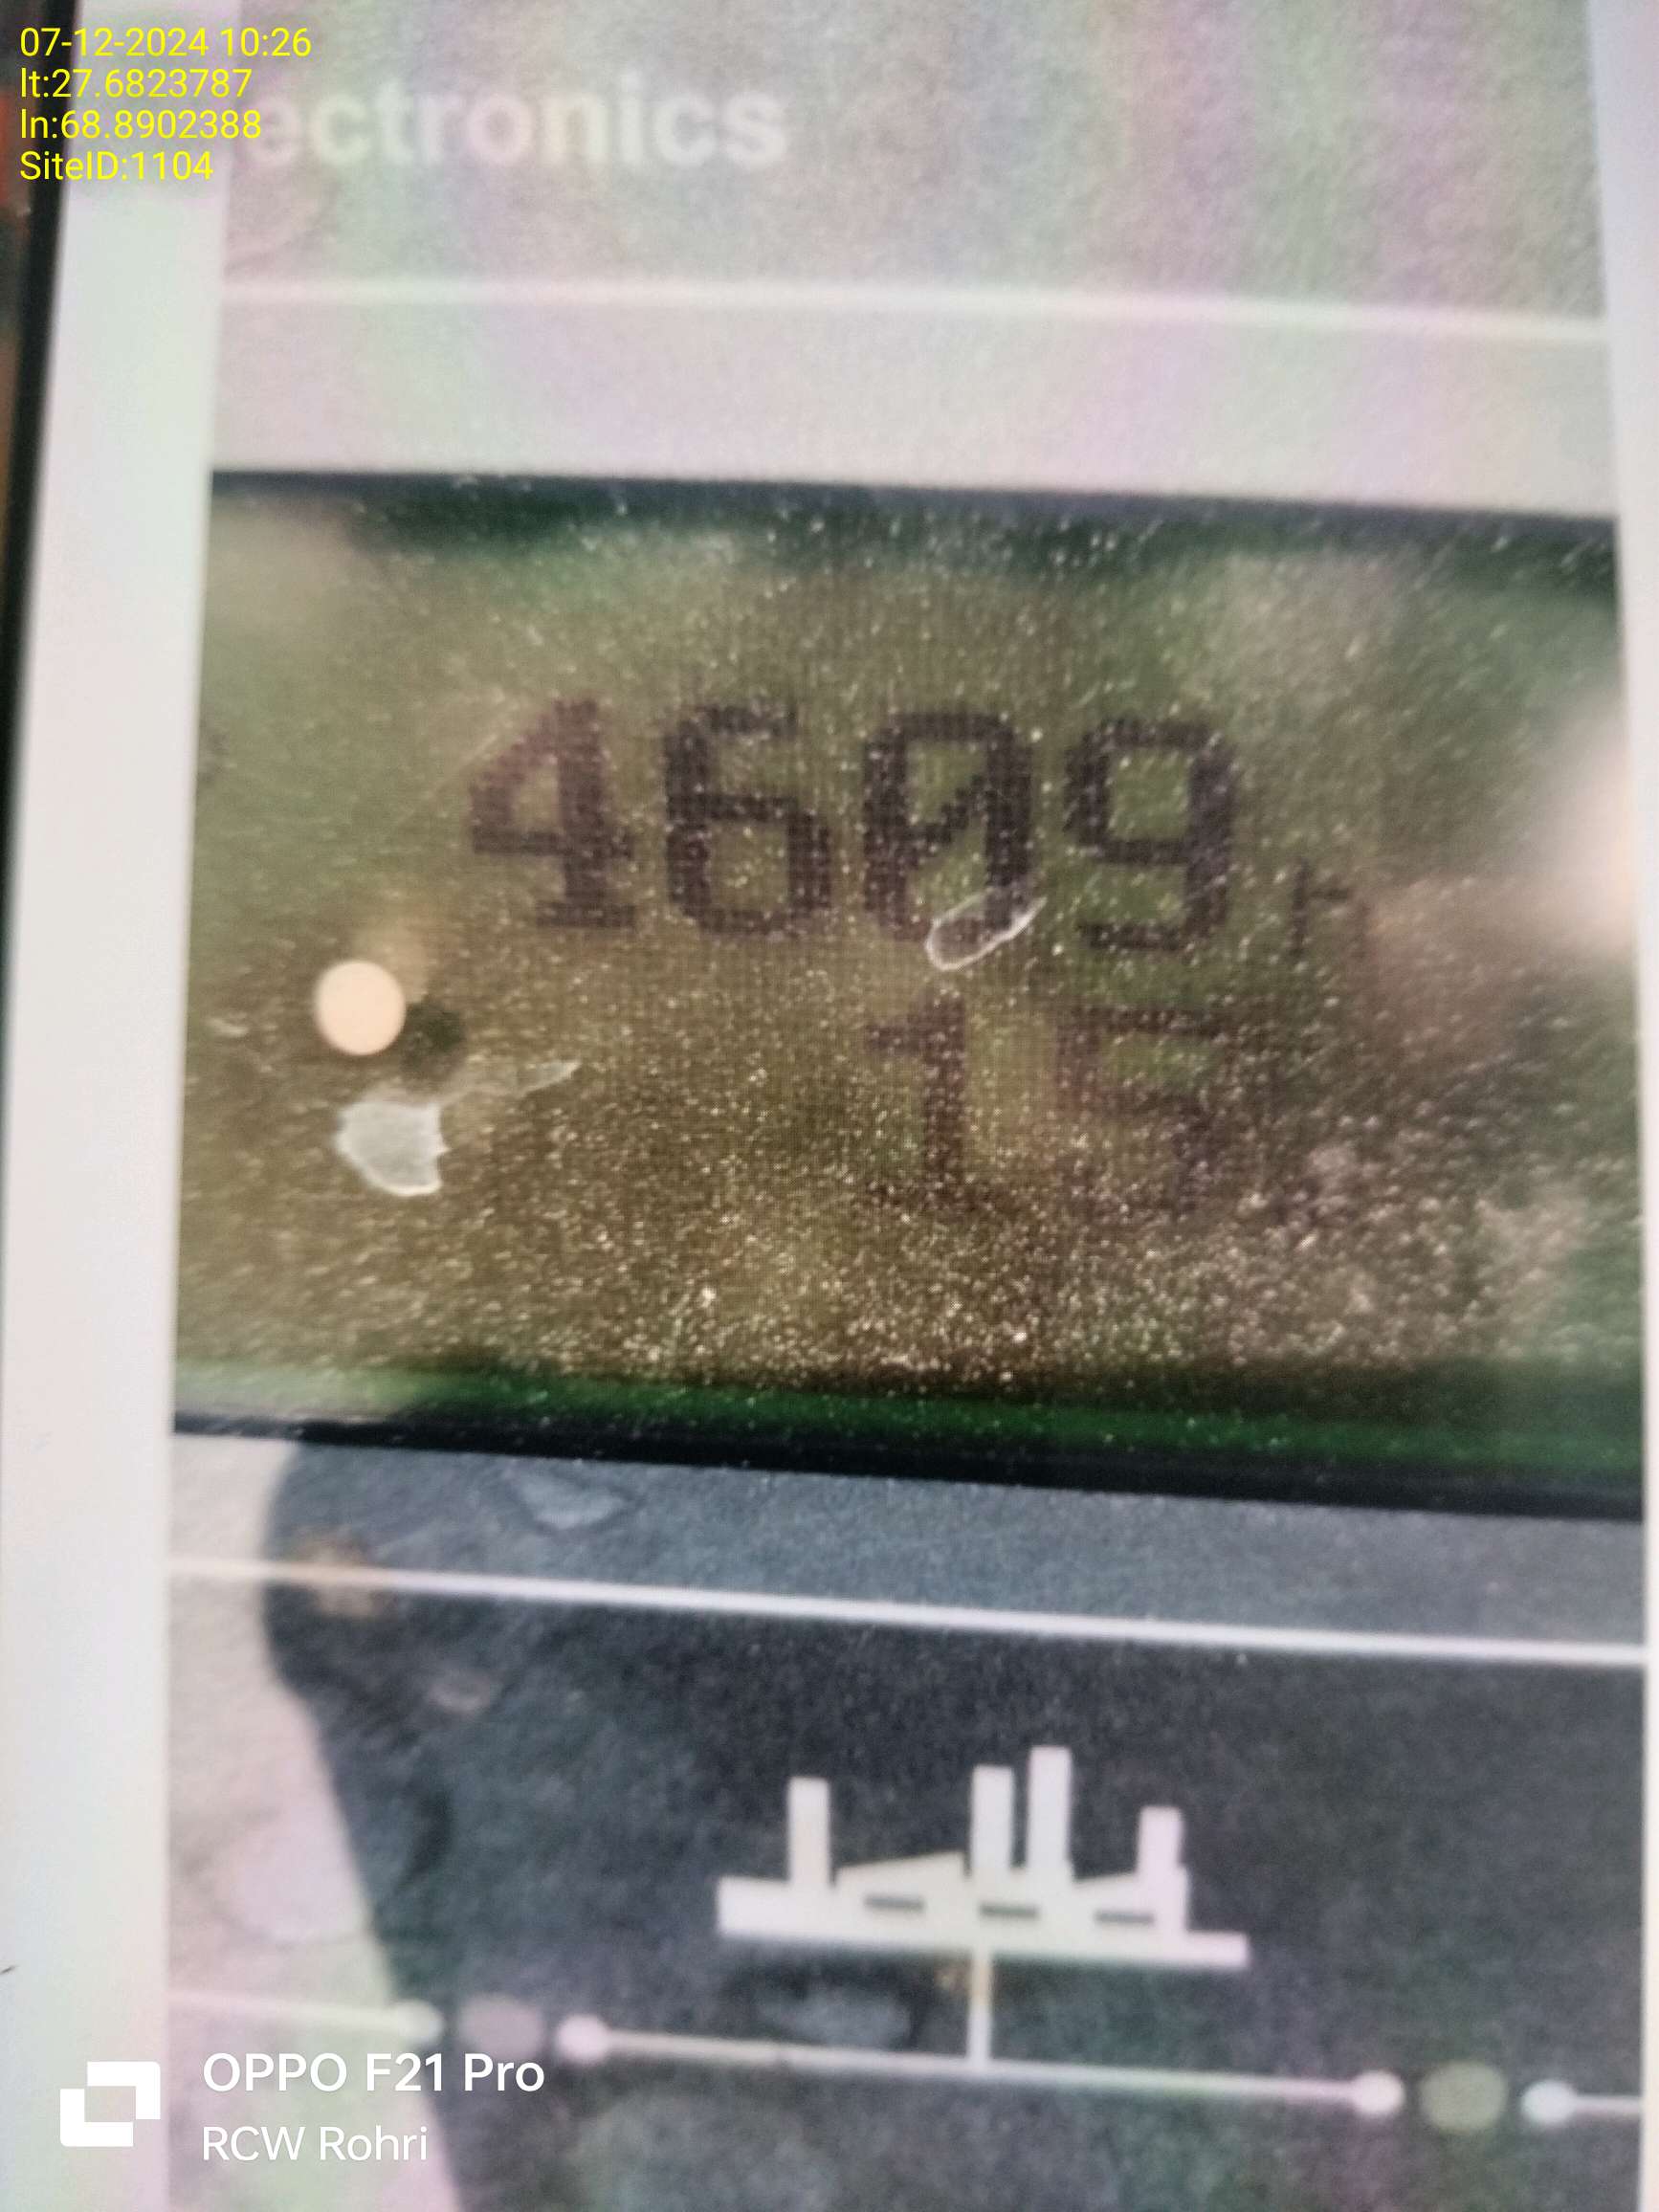 07-12-2024 10:26
lt:27.6823787
ln:68.8902388
SiteID:1104
ectronics
4609 h
15
OPPO F21 Pro
RCW Rohri